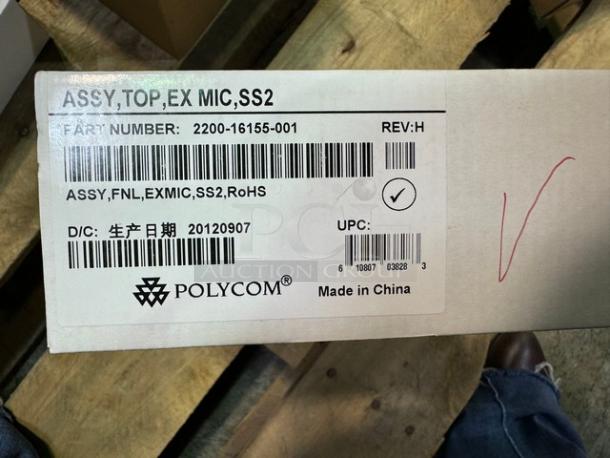 ASSY,TOP,EX MIC,SS2
PART NUMBER: 2200-16155-001 REV:H
ASSY,FNL,EXMIC,SS2,RoHS
D/C: 生产日期 20120907 UPC:
6 10807 03828 3
PCI
AUCTION GROUP
POLYCOM®
Made in China